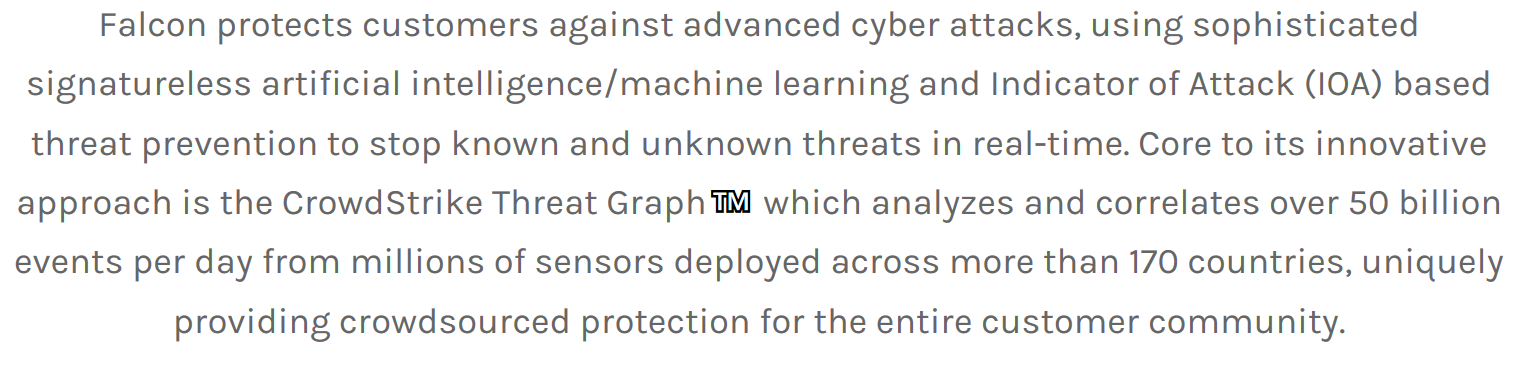 Falcon protects customers against advanced cyber attacks, using sophisticated
signatureless artificial intelligence/machine learning and Indicator of Attack (IOA) based
threat prevention to stop known and unknown threats in real-time. Core to its innovative
approach is the CrowdStrike Threat Graph™ which analyzes and correlates over 50 billion
events per day from millions of sensors deployed across more than 170 countries, uniquely
providing crowdsourced protection for the entire customer community.